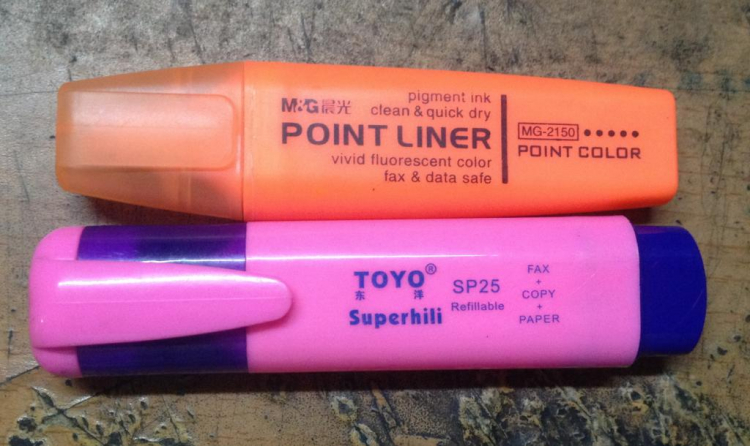 M&G晨光
pigment ink
clean & quick dry
POINT LINER
vivid fluorescent color
fax & data safe
MG-2150
POINT COLOR
TOYO®
东洋
Superhili
SP25
Refillable
FAX
+
COPY
+
PAPER